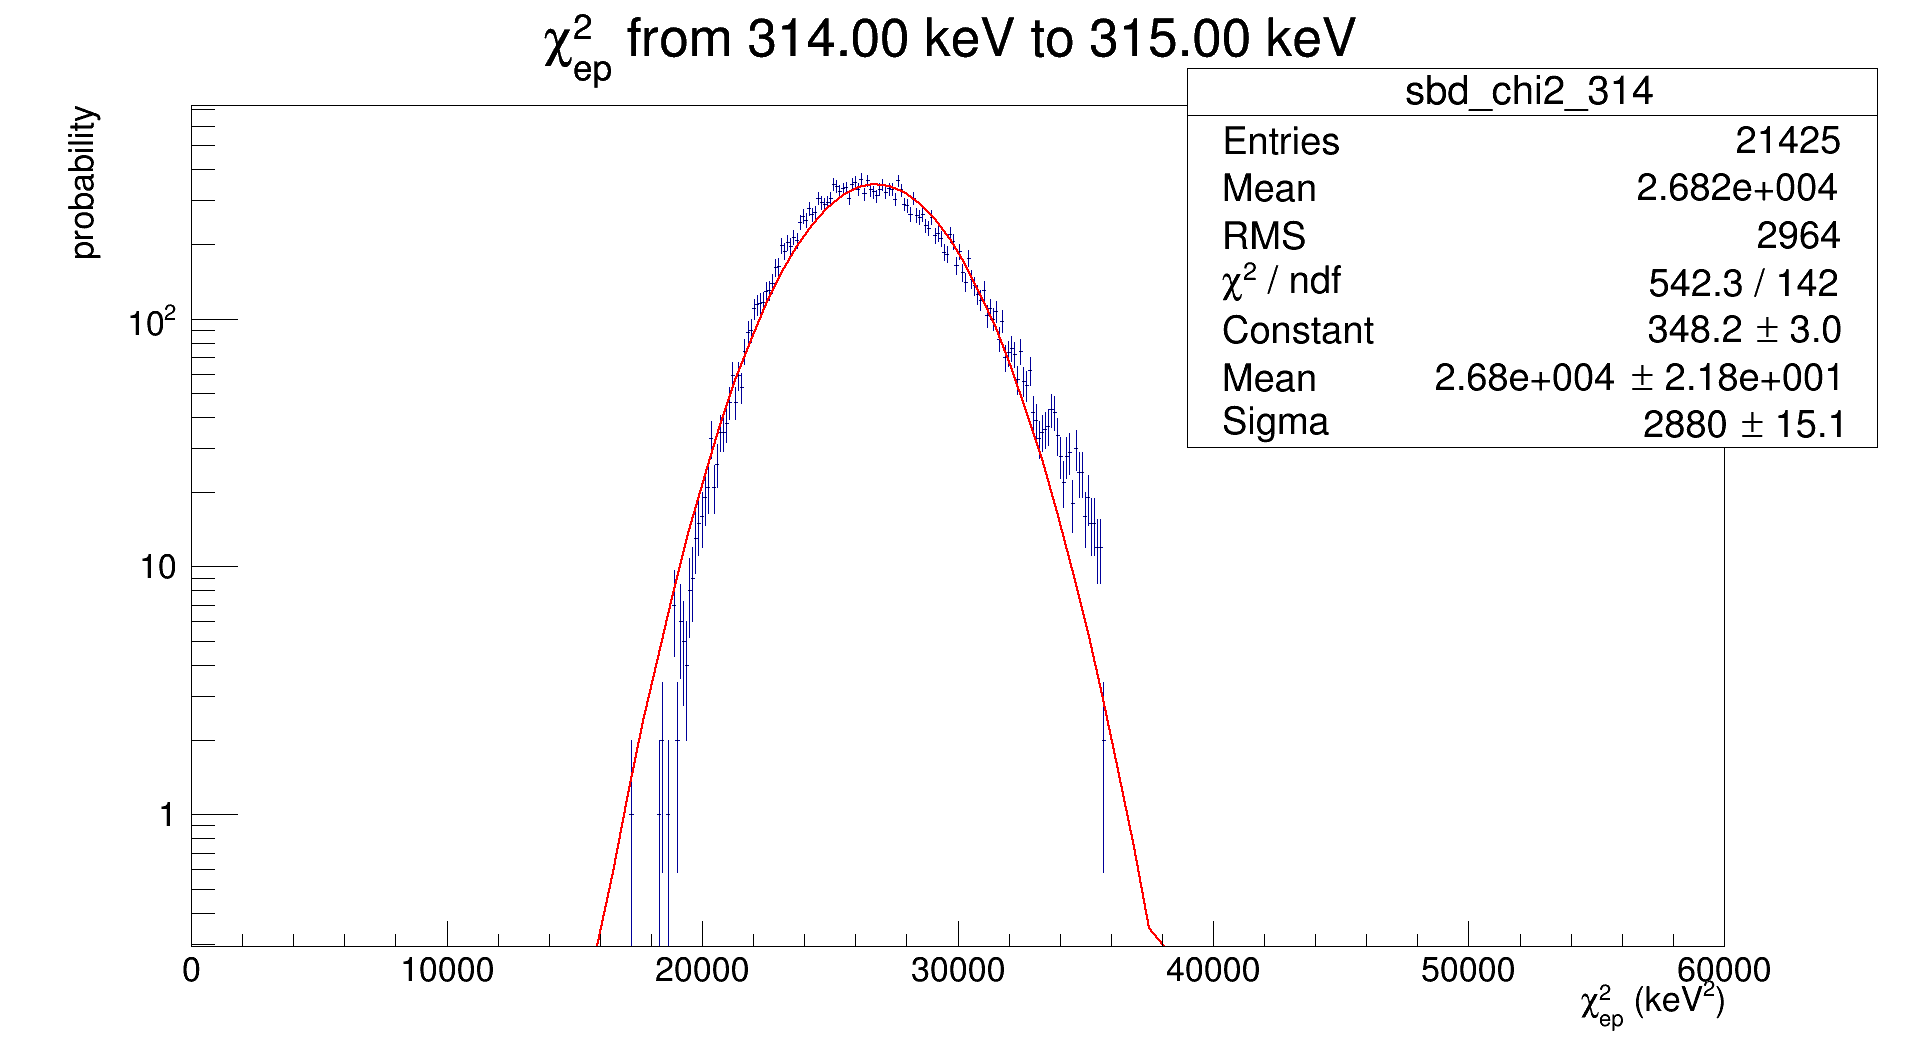 χ²ep from 314.00 keV to 315.00 keV
sbd_chi2_314
Entries 21425
Mean 2.682e+004
RMS 2964
χ² / ndf 542.3 / 142
Constant 348.2 ± 3.0
Mean 2.68e+004 ± 2.18e+001
Sigma 2880 ± 15.1
probability
10²
10
1
0 10000 20000 30000 40000 50000 60000
χ²ep (keV²)